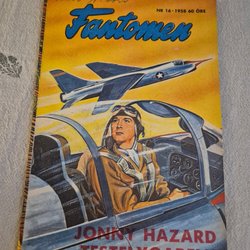 Fantomen
NR 16 · 1958 60 ÖRE
JONNY HAZARD